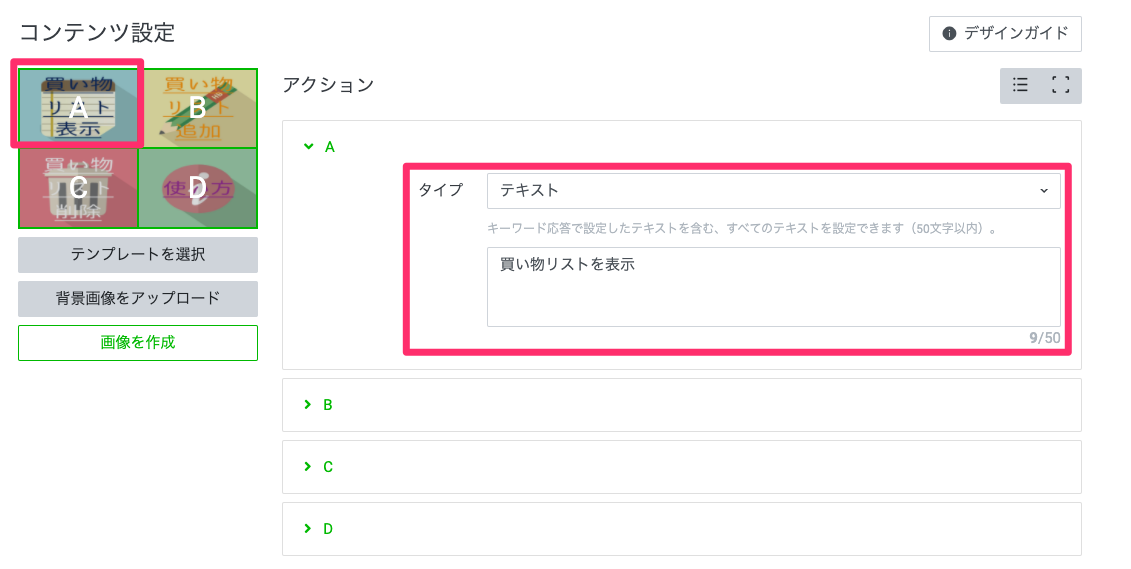 コンテンツ設定
デザインガイド
買い物
リスト
表示
A
買い物
リスト
追加
B
買い物
リスト
削除
C
使い方
D
テンプレートを選択
背景画像をアップロード
画像を作成
アクション
A
タイプ
テキスト
キーワード応答で設定したテキストを含む、すべてのテキストを設定できます（50文字以内）。
買い物リストを表示
9/50
B
C
D